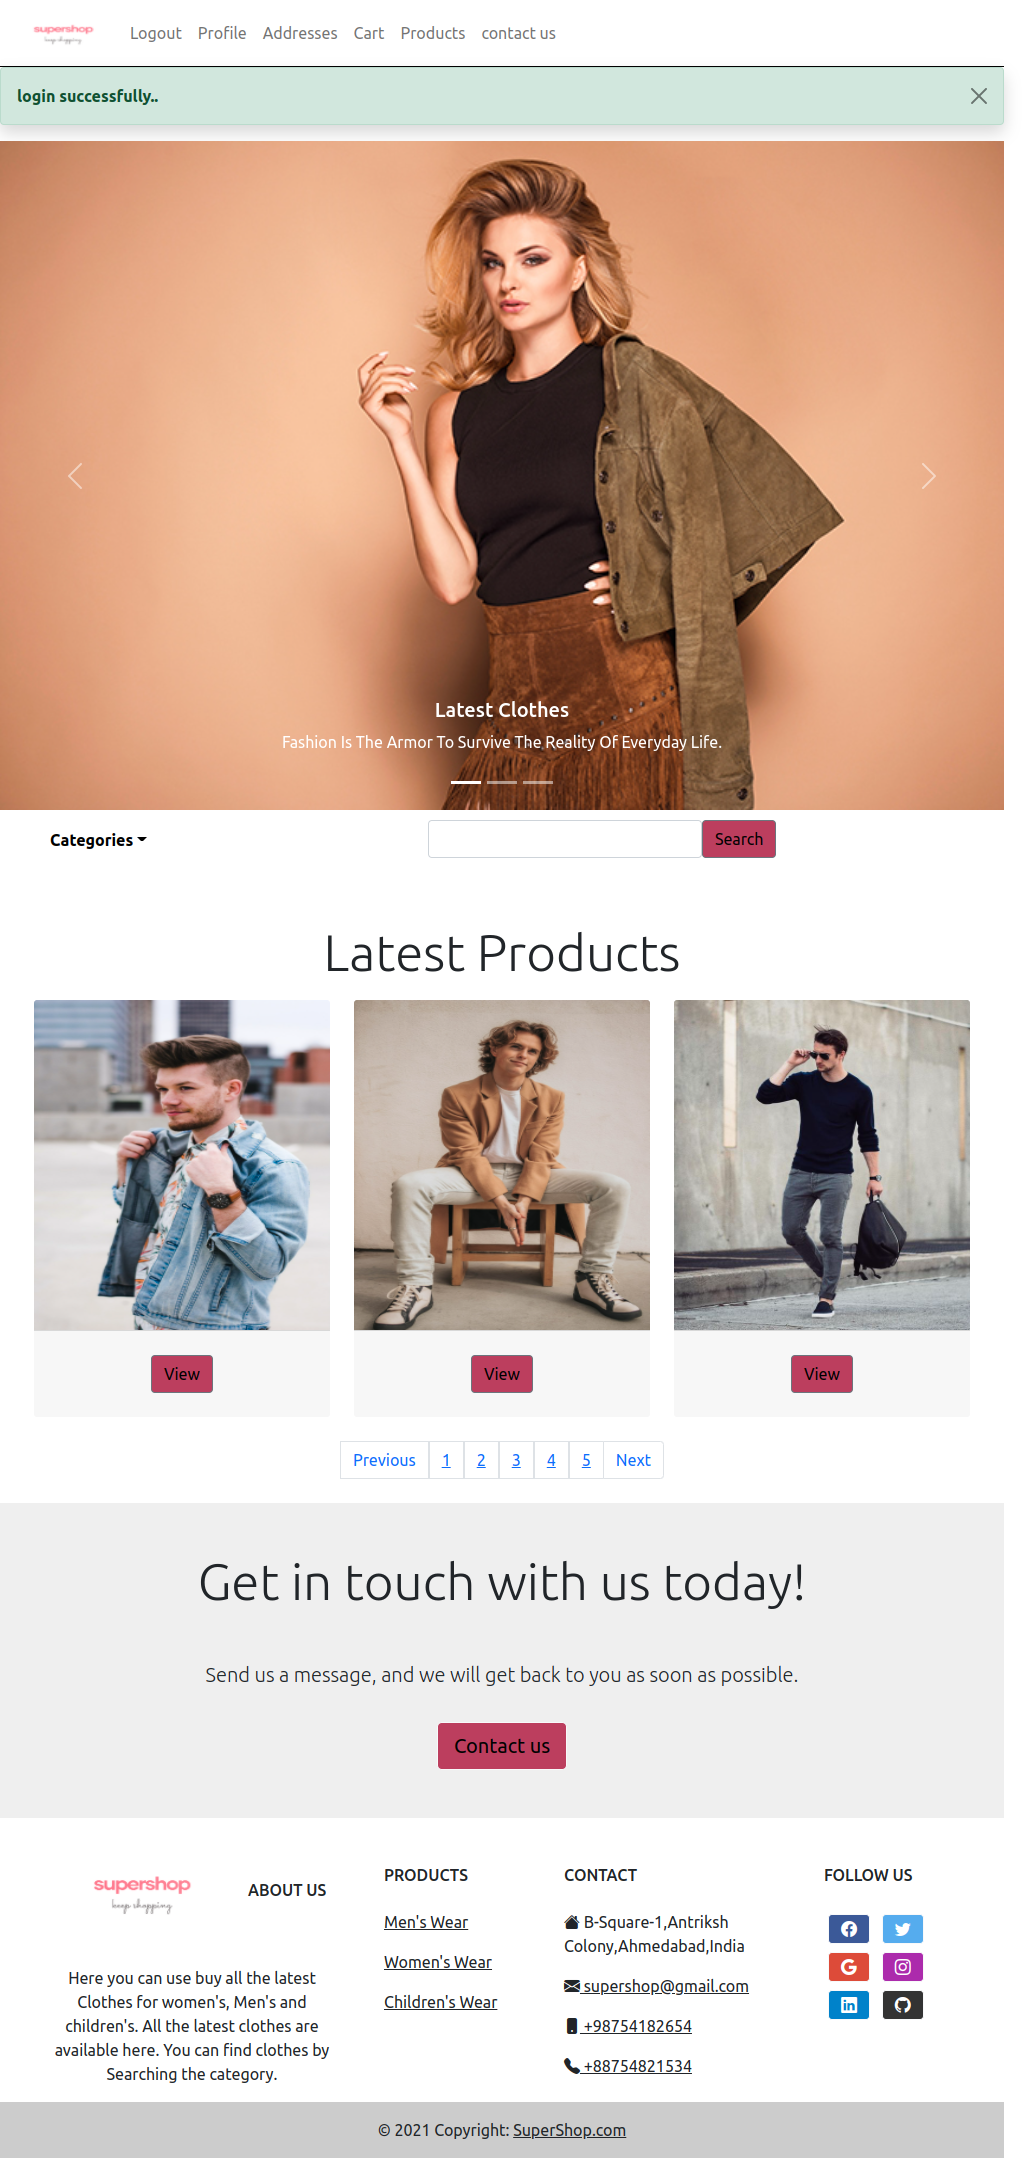 supershop
keep shopping
Logout Profile Addresses Cart Products contact us
login successfully..
Latest Clothes
Fashion Is The Armor To Survive The Reality Of Everyday Life.
Categories
Search
Latest Products
View View View
Previous 1 2 3 4 5 Next
Get in touch with us today!
Send us a message, and we will get back to you as soon as possible.
Contact us
supershop
keep shopping
ABOUT US
Here you can use buy all the latest
Clothes for women's, Men's and
children's. All the latest clothes are
available here. You can find clothes by
Searching the category.
PRODUCTS
Men's Wear
Women's Wear
Children's Wear
CONTACT
B-Square-1,Antriksh
Colony,Ahmedabad,India
supershop@gmail.com
+98754182654
+88754821534
FOLLOW US
© 2021 Copyright: SuperShop.com